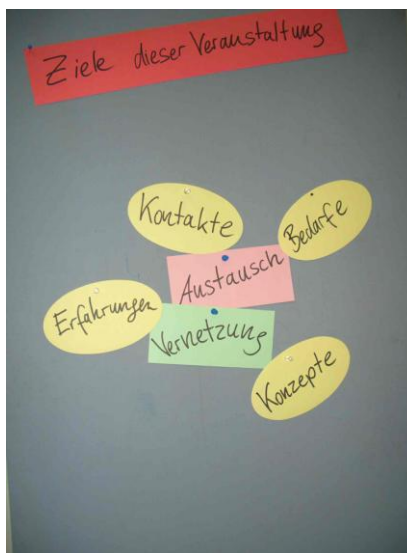 Ziele dieser Veranstaltung
Kontakte
Bedarfe
Austausch
Erfahrungen
Vernetzung
Konzepte